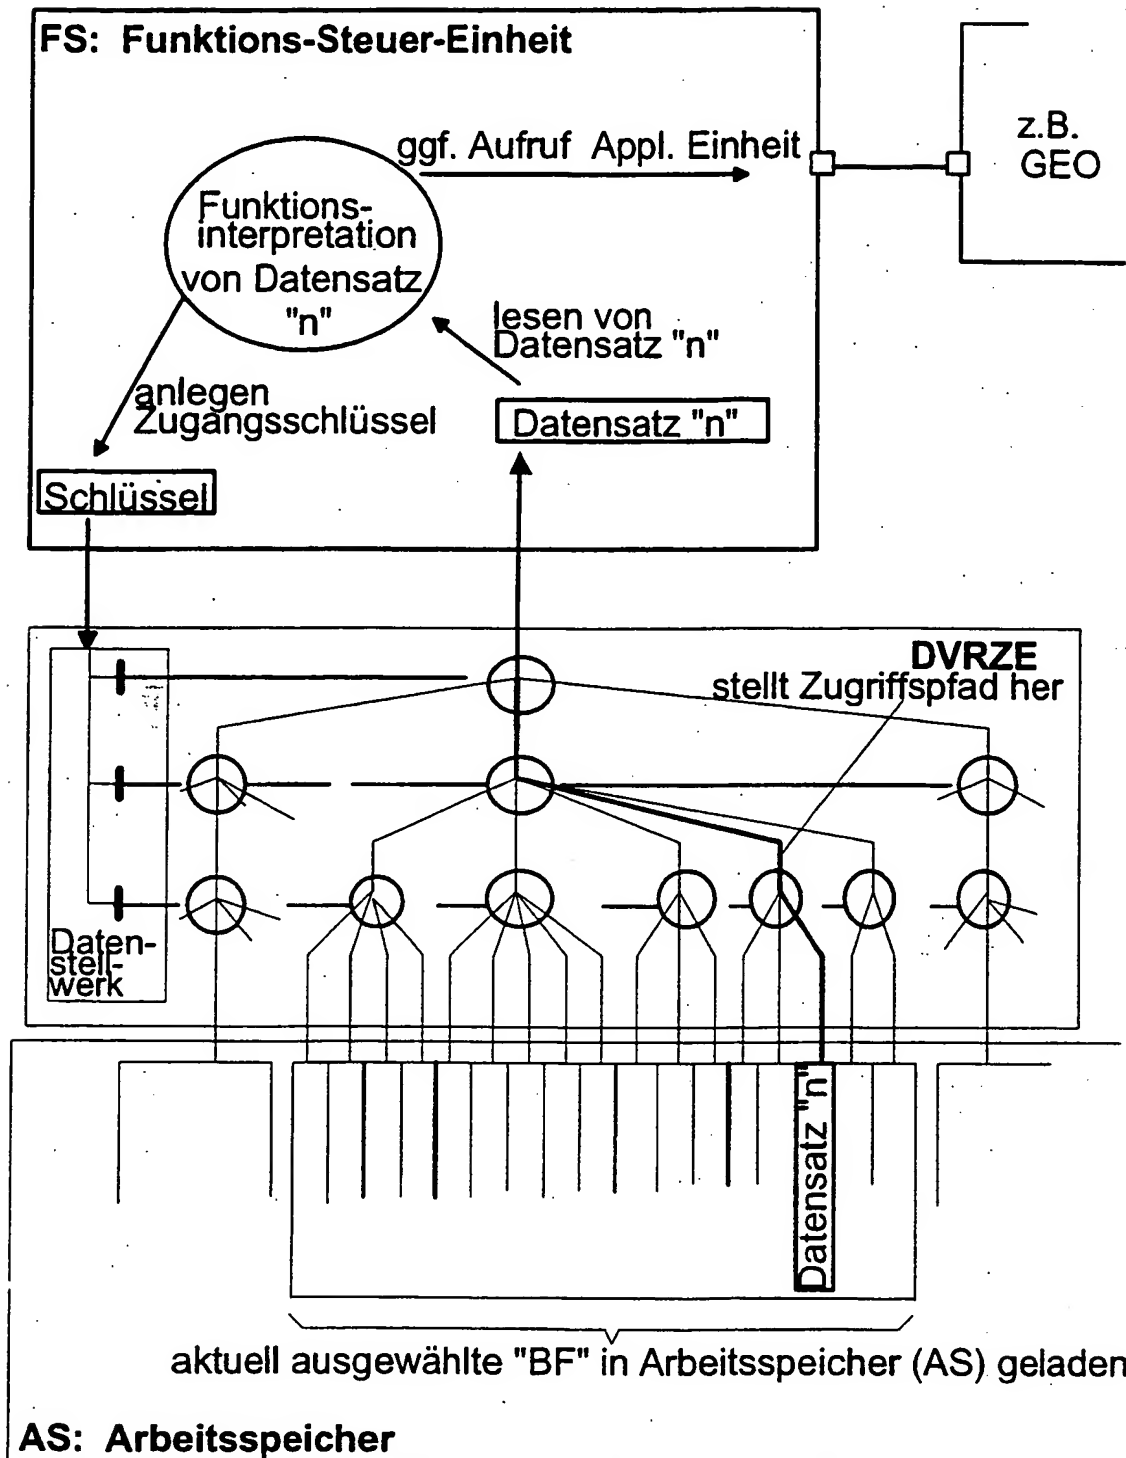 FS: Funktions-Steuer-Einheit
ggf. Aufruf Appl. Einheit
z.B.
GEO
Funktions-
interpretation
von Datensatz
"n"
lesen von
Datensatz "n"
anlegen
Zugangsschlüssel
Datensatz "n"
Schlüssel
DVRZE
stellt Zugriffspfad her
Daten-
stell-
werk
Datensatz "n"
aktuell ausgewählte "BF" in Arbeitsspeicher (AS) geladen
AS: Arbeitsspeicher